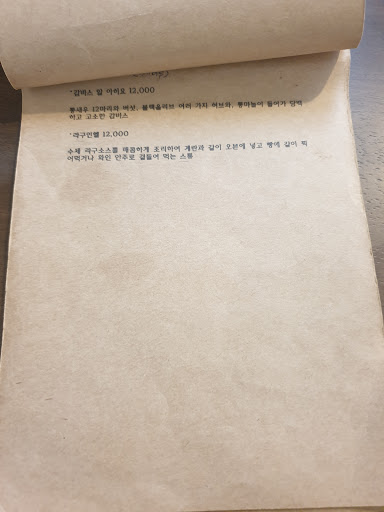 *감바스 알 아히요 12,000
통새우 12마리와 버섯, 블랙올리브 여러 가지 허브와, 통마늘이 들어가 담백
하고 고소한 감바스
*라구인헬 12,000
수제 라구소스를 매콤하게 조리하여 계란과 같이 오븐에 넣고 빵에 같이 찍
어먹거나 와인 안주로 곁들어 먹는 스튜